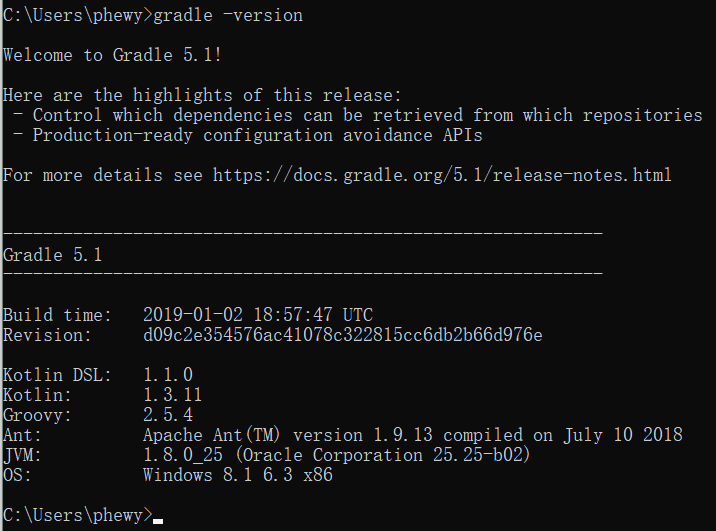 C:\Users\phewy>gradle -version
Welcome to Gradle 5.1!
Here are the highlights of this release:
 - Control which dependencies can be retrieved from which repositories
 - Production-ready configuration avoidance APIs
For more details see https://docs.gradle.org/5.1/release-notes.html
------------------------------------------------------------
Gradle 5.1
------------------------------------------------------------
Build time:   2019-01-02 18:57:47 UTC
Revision:     d09c2e354576ac41078c322815cc6db2b66d976e
Kotlin DSL:   1.1.0
Kotlin:       1.3.11
Groovy:       2.5.4
Ant:          Apache Ant(TM) version 1.9.13 compiled on July 10 2018
JVM:          1.8.0_25 (Oracle Corporation 25.25-b02)
OS:           Windows 8.1 6.3 x86
C:\Users\phewy>